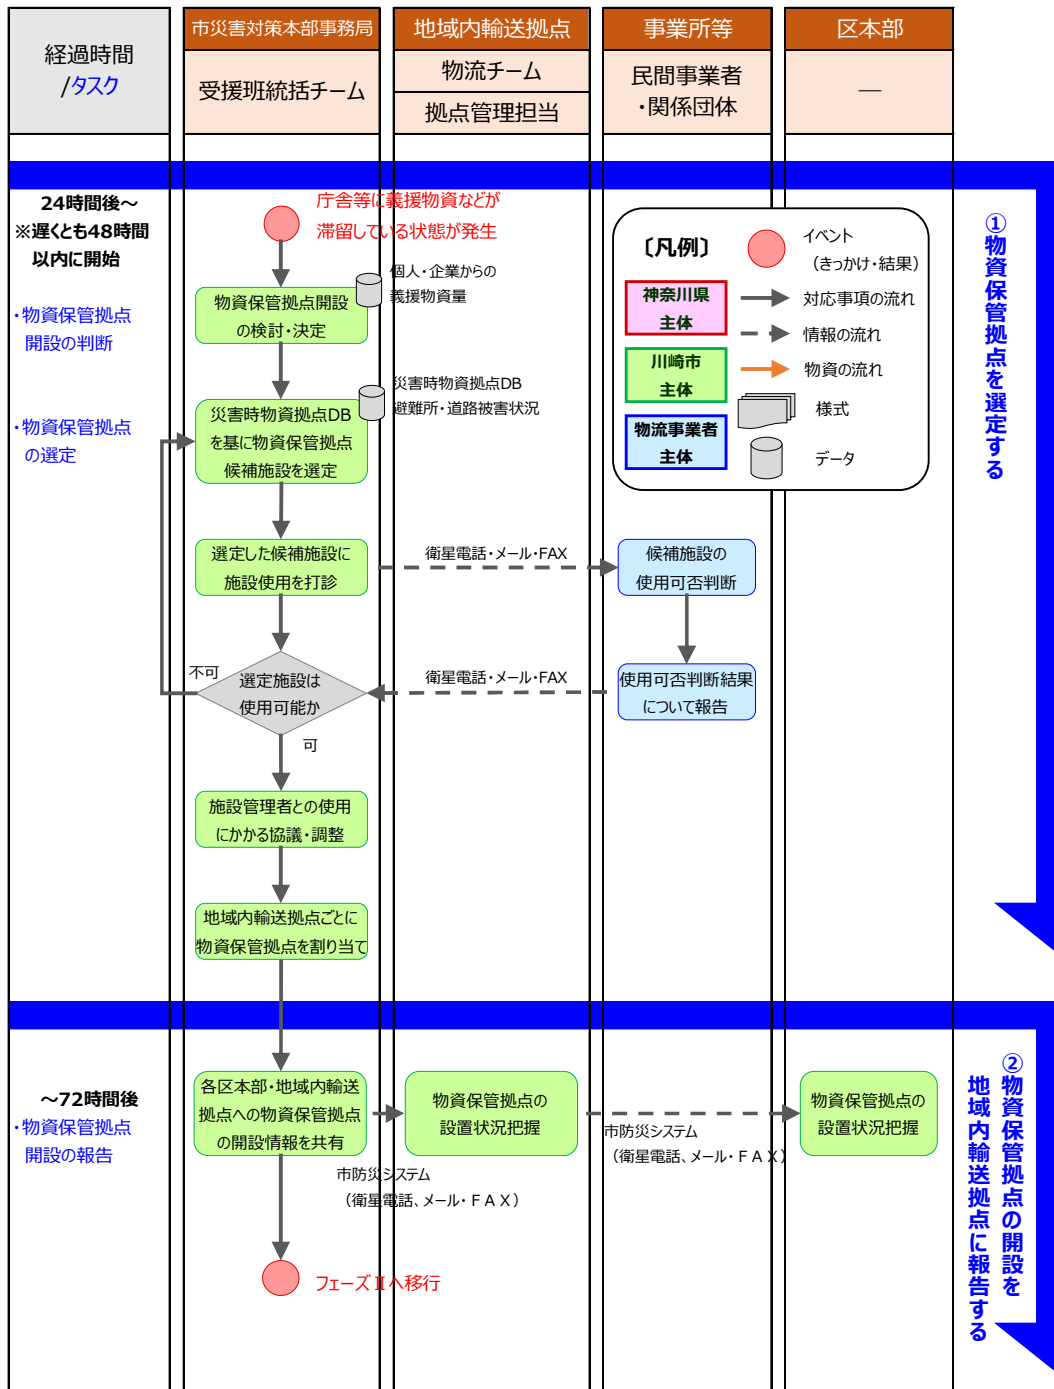 経過時間
/タスク
市災害対策本部事務局
受援班統括チーム
地域内輸送拠点
物流チーム
拠点管理担当
事業所等
民間事業者
・関係団体
区本部
―
24時間後～
※遅くとも48時間
以内に開始
・物資保管拠点
開設の判断
・物資保管拠点
の選定
庁舎等に義援物資などが
滞留している状態が発生
個人・企業からの
義援物資量
物資保管拠点開設
の検討・決定
災害時物資拠点DB
避難所・道路被害状況
災害時物資拠点DB
を基に物資保管拠点
候補施設を選定
選定した候補施設に
施設使用を打診
衛星電話・メール・FAX
候補施設の
使用可否判断
不可
選定施設は
使用可能か
衛星電話・メール・FAX
使用可否判断結果
について報告
可
施設管理者との使用
にかかる協議・調整
地域内輸送拠点ごとに
物資保管拠点を割り当て
〔凡例〕
イベント
（きっかけ・結果）
神奈川県
主体
対応事項の流れ
情報の流れ
川崎市
主体
物資の流れ
様式
物流事業者
主体
データ
①物資保管拠点を選定する
～72時間後
・物資保管拠点
開設の報告
各区本部・地域内輸送
拠点への物資保管拠点
の開設情報を共有
物資保管拠点の
設置状況把握
市防災システム
（衛星電話、メール・ＦＡＸ）
市防災システム
（衛星電話、メール・ＦＡＸ）
物資保管拠点の
設置状況把握
フェーズⅡへ移行
②物資保管拠点の開設を
地域内輸送拠点に報告する